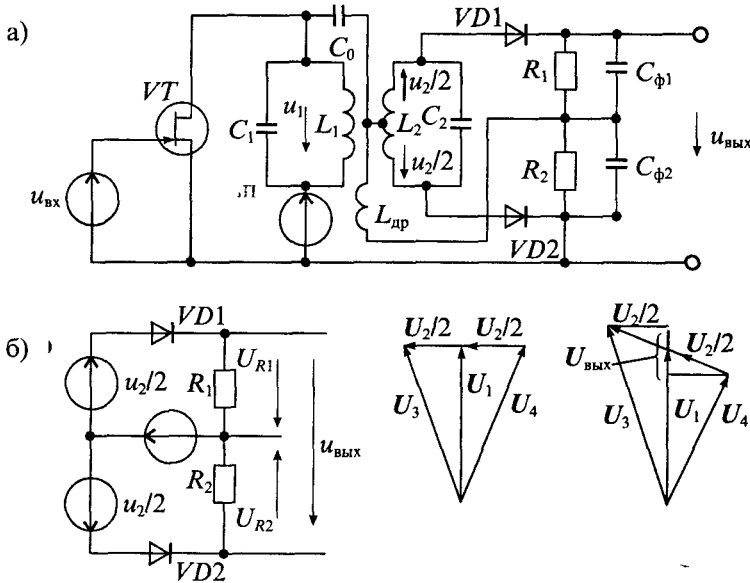 а)
VD1
C₀
VT
C₁
u₁
L₁
u₂/2
L₂
C₂
u₂/2
R₁
Cф1
R₂
Cф2
uвых
uвх
Lдр
VD2
б)
VD1
u₂/2
R₁
U_R1
uвых
R₂
U_R2
u₂/2
VD2
U₂/2
U₂/2
U₃
U₁
U₄
U₂/2
U₂/2
Uвых
U₃
U₁
U₄